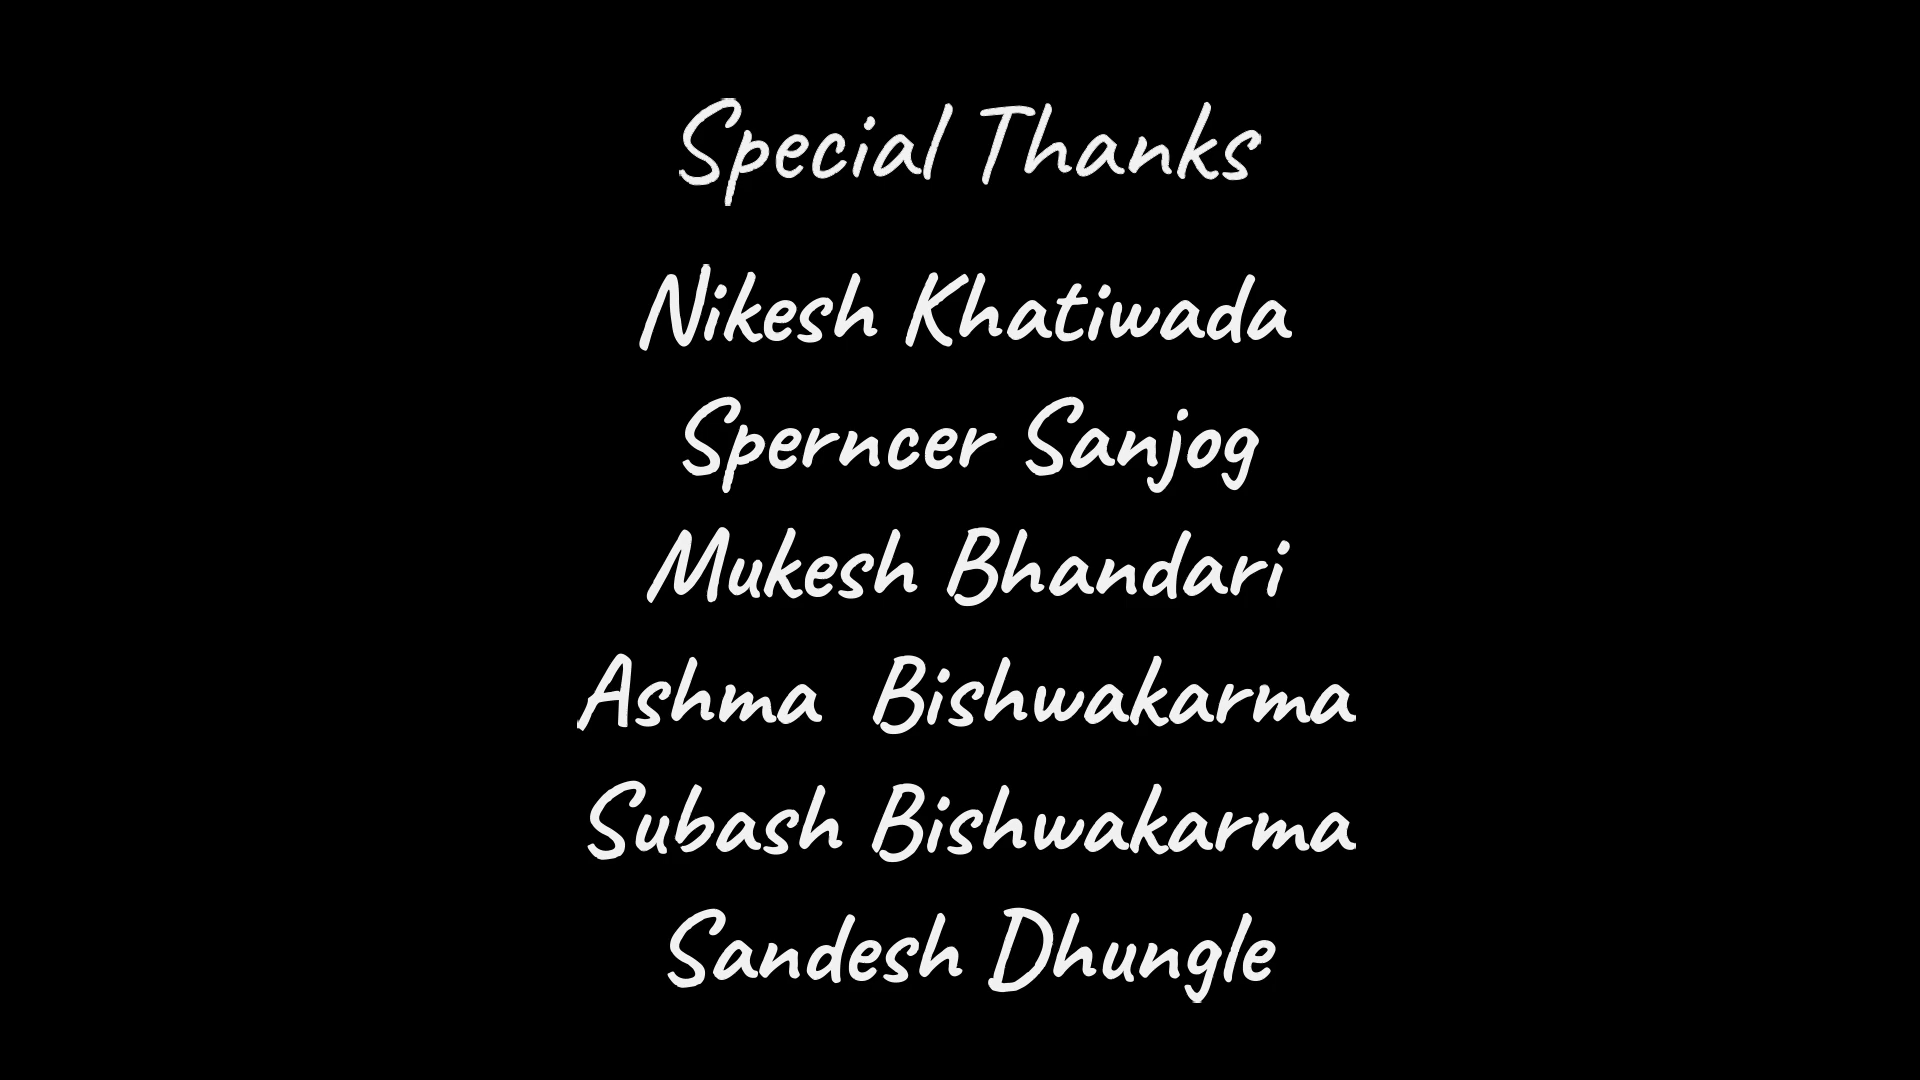 Special Thanks
Nikesh Khatiwada
Sperncer Sanjog
Mukesh Bhandari
Ashma  Bishwakarma
Subash Bishwakarma
Sandesh Dhungle